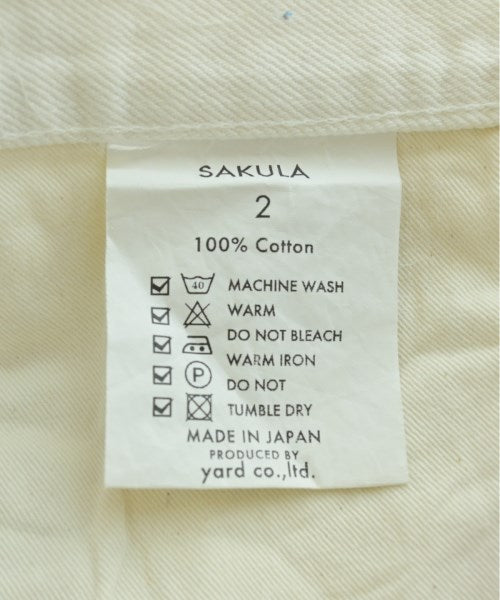 SAKULA
2
100% Cotton
40 MACHINE WASH
WARM
DO NOT BLEACH
WARM IRON
P DO NOT
TUMBLE DRY
MADE IN JAPAN
PRODUCED BY
yard co.,ltd.